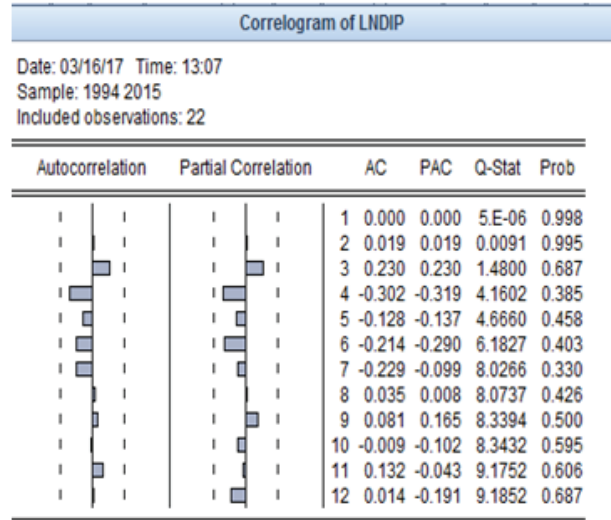 Correlogram of LNDIP
Date: 03/16/17 Time: 13:07
Sample: 1994 2015
Included observations: 22
Autocorrelation Partial Correlation AC PAC Q-Stat Prob
1 0.000 0.000 5.E-06 0.998
2 0.019 0.019 0.0091 0.995
3 0.230 0.230 1.4800 0.687
4 -0.302 -0.319 4.1602 0.385
5 -0.128 -0.137 4.6660 0.458
6 -0.214 -0.290 6.1827 0.403
7 -0.229 -0.099 8.0266 0.330
8 0.035 0.008 8.0737 0.426
9 0.081 0.165 8.3394 0.500
10 -0.009 -0.102 8.3432 0.595
11 0.132 -0.043 9.1752 0.606
12 0.014 -0.191 9.1852 0.687